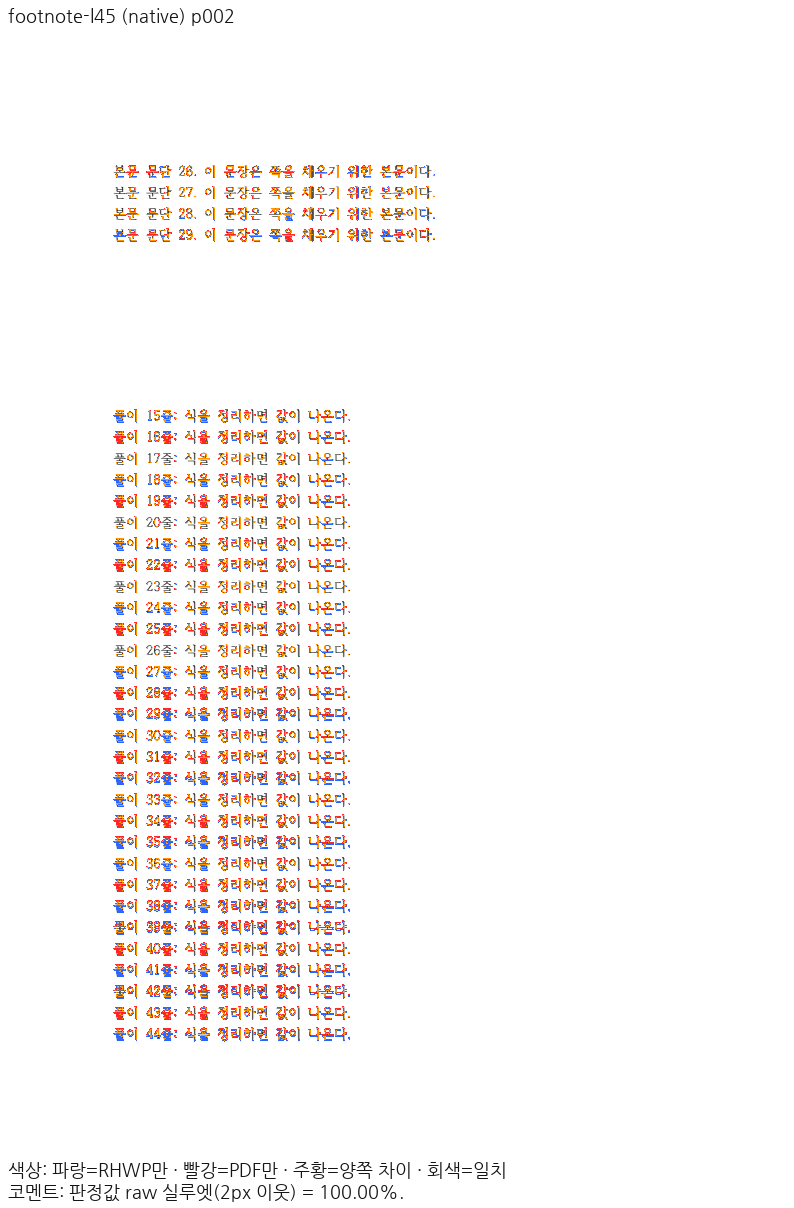 footnote-l45 (native) p002
본문 문단 26. 이 문장은 쪽을 채우기 위한 본문이다.
본문 문단 27. 이 문장은 쪽을 채우기 위한 본문이다.
본문 문단 28. 이 문장은 쪽을 채우기 위한 본문이다.
본문 문단 29. 이 문장은 쪽을 채우기 위한 본문이다.
풀이 15줄: 식을 정리하면 값이 나온다.
풀이 16줄: 식을 정리하면 값이 나온다.
풀이 17줄: 식을 정리하면 값이 나온다.
풀이 18줄: 식을 정리하면 값이 나온다.
풀이 19줄: 식을 정리하면 값이 나온다.
풀이 20줄: 식을 정리하면 값이 나온다.
풀이 21줄: 식을 정리하면 값이 나온다.
풀이 22줄: 식을 정리하면 값이 나온다.
풀이 23줄: 식을 정리하면 값이 나온다.
풀이 24줄: 식을 정리하면 값이 나온다.
풀이 25줄: 식을 정리하면 값이 나온다.
풀이 26줄: 식을 정리하면 값이 나온다.
풀이 27줄: 식을 정리하면 값이 나온다.
풀이 28줄: 식을 정리하면 값이 나온다.
풀이 29줄: 식을 정리하면 값이 나온다.
풀이 30줄: 식을 정리하면 값이 나온다.
풀이 31줄: 식을 정리하면 값이 나온다.
풀이 32줄: 식을 정리하면 값이 나온다.
풀이 33줄: 식을 정리하면 값이 나온다.
풀이 34줄: 식을 정리하면 값이 나온다.
풀이 35줄: 식을 정리하면 값이 나온다.
풀이 36줄: 식을 정리하면 값이 나온다.
풀이 37줄: 식을 정리하면 값이 나온다.
풀이 38줄: 식을 정리하면 값이 나온다.
풀이 39줄: 식을 정리하면 값이 나온다.
풀이 40줄: 식을 정리하면 값이 나온다.
풀이 41줄: 식을 정리하면 값이 나온다.
풀이 42줄: 식을 정리하면 값이 나온다.
풀이 43줄: 식을 정리하면 값이 나온다.
풀이 44줄: 식을 정리하면 값이 나온다.
색상: 파랑=RHWP만 · 빨강=PDF만 · 주황=양쪽 차이 · 회색=일치
코멘트: 판정값 raw 실루엣(2px 이웃) = 100.00%.